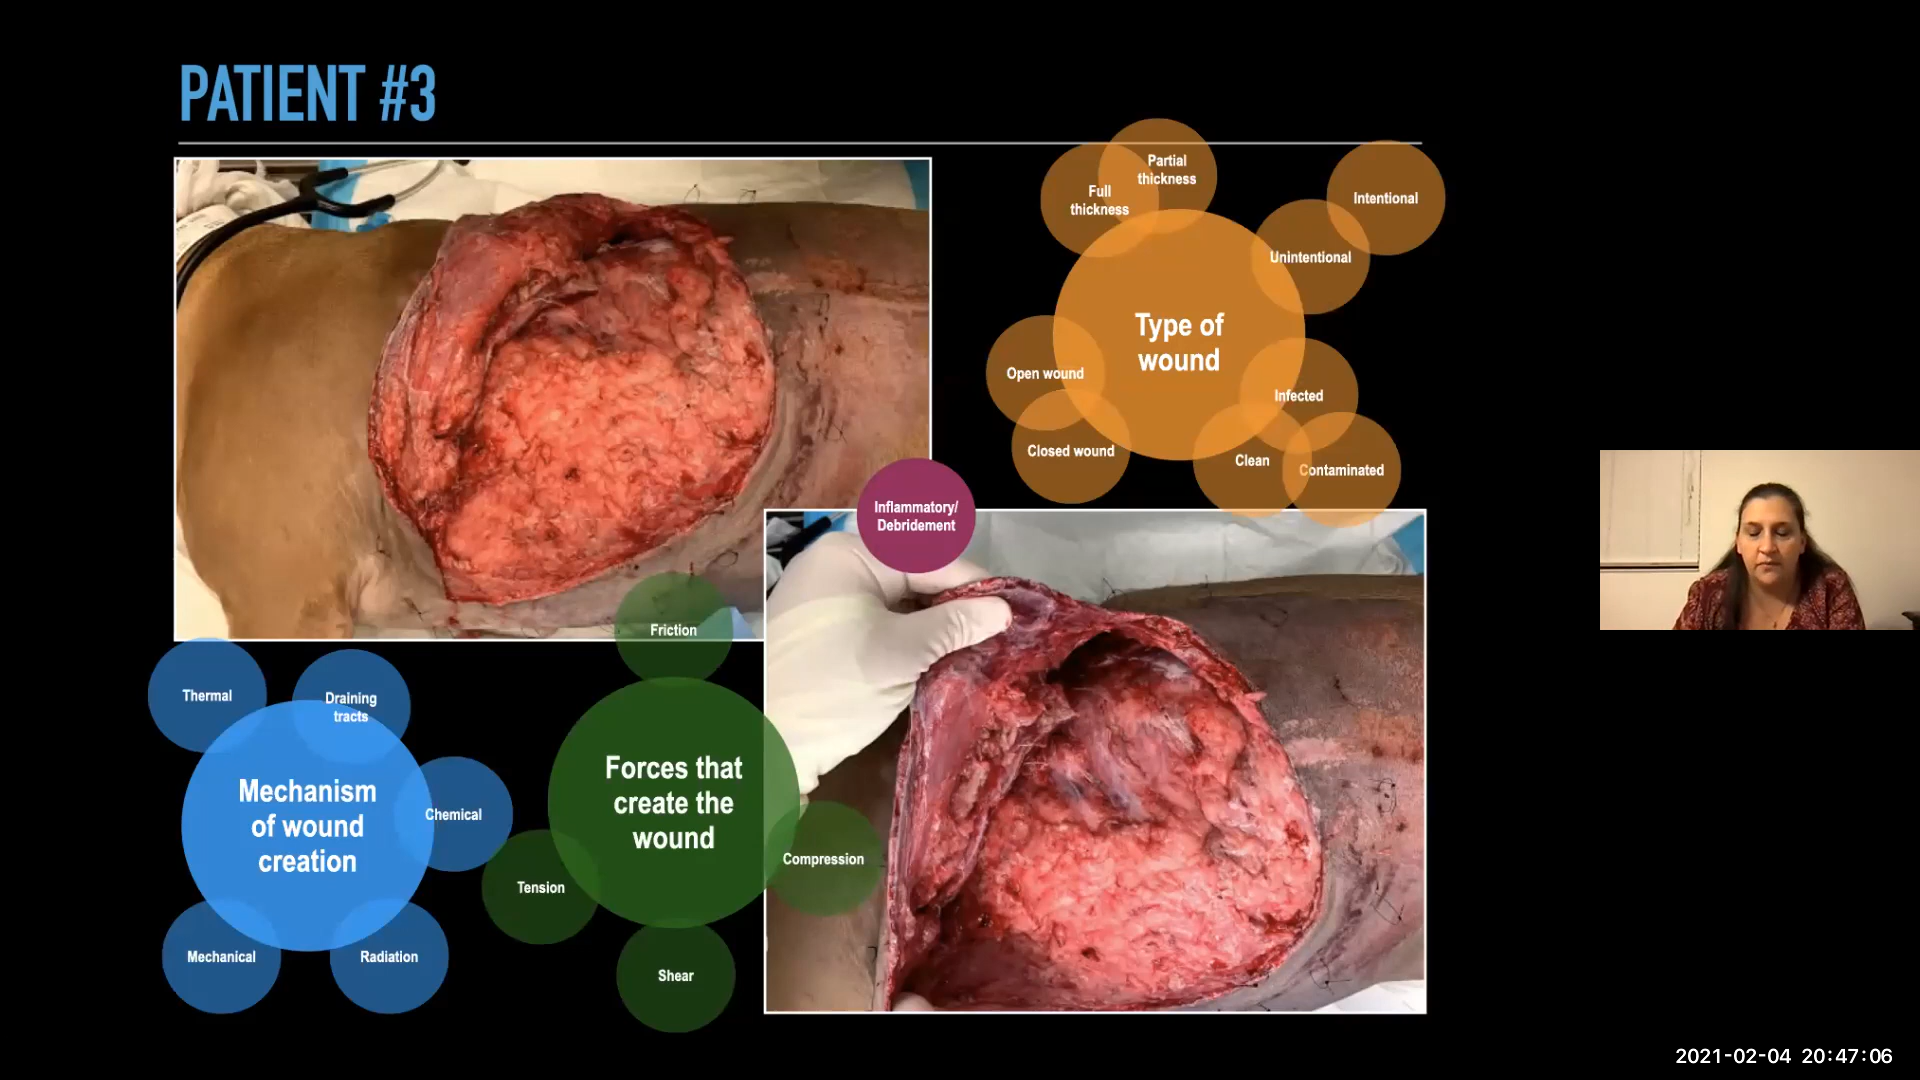 PATIENT #3
Partial
thickness
Full
thickness
Intentional
Unintentional
Type of
wound
Open wound
Infected
Closed wound
Clean
Contaminated
Inflammatory/
Debridement
Friction
Thermal
Draining
tracts
Mechanism
of wound
creation
Chemical
Mechanical
Radiation
Forces that
create the
wound
Tension
Compression
Shear
2021-02-04 20:47:06